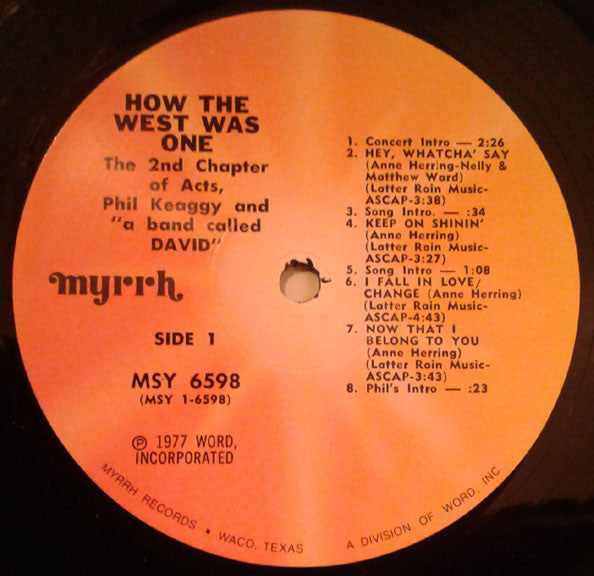 HOW THE
WEST WAS
ONE
The 2nd Chapter
of Acts,
Phil Keaggy and
"a band called
DAVID"
myrrh
SIDE 1
MSY 6598
(MSY 1-6598)
℗ 1977 WORD,
INCORPORATED
1. Concert Intro — 2:26
2. HEY, WHATCHA' SAY
(Anne Herring-Nelly &
Matthew Ward)
(Latter Rain Music-
ASCAP-3:38)
3. Song Intro. — :34
4. KEEP ON SHININ'
(Anne Herring)
(Latter Rain Music-
ASCAP-3:27)
5. Song Intro — 1:08
6. I FALL IN LOVE/
CHANGE (Anne Herring)
(Latter Rain Music-
ASCAP-4:43)
7. NOW THAT I
BELONG TO YOU
(Anne Herring)
(Latter Rain Music-
ASCAP-3:43)
8. Phil's Intro — :23
MYRRH RECORDS • WACO, TEXAS A DIVISION OF WORD, INC.